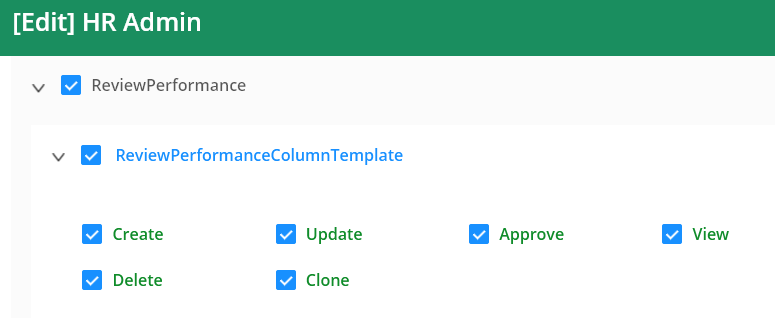 [Edit] HR Admin
ReviewPerformance
ReviewPerformanceColumnTemplate
Create Update Approve View
Delete Clone